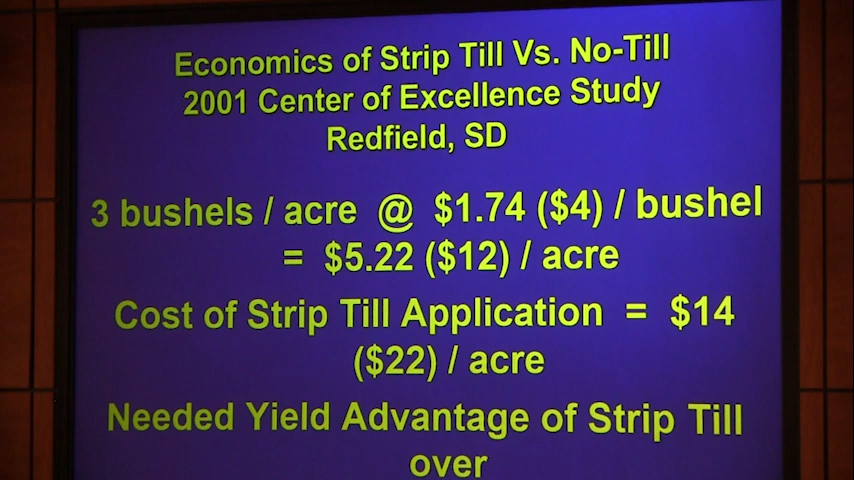 Economics of Strip Till Vs. No-Till
2001 Center of Excellence Study
Redfield, SD
3 bushels / acre @ $1.74 ($4) / bushel
= $5.22 ($12) / acre
Cost of Strip Till Application = $14
($22) / acre
Needed Yield Advantage of Strip Till
over